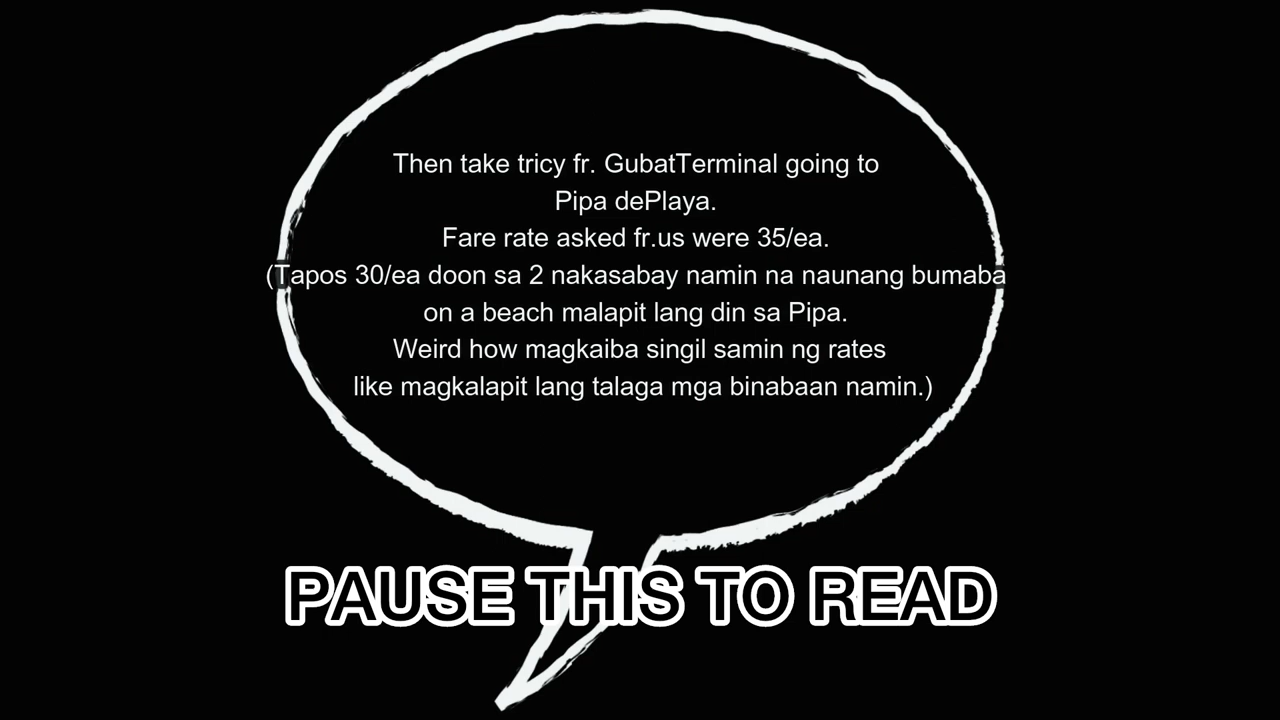 Then take tricy fr. GubatTerminal going to
Pipa dePlaya.
Fare rate asked fr.us were 35/ea.
(Tapos 30/ea doon sa 2 nakasabay namin na naunang bumaba
on a beach malapit lang din sa Pipa.
Weird how magkaiba singil samin ng rates
like magkalapit lang talaga mga binabaan namin.)
PAUSE THIS TO READ